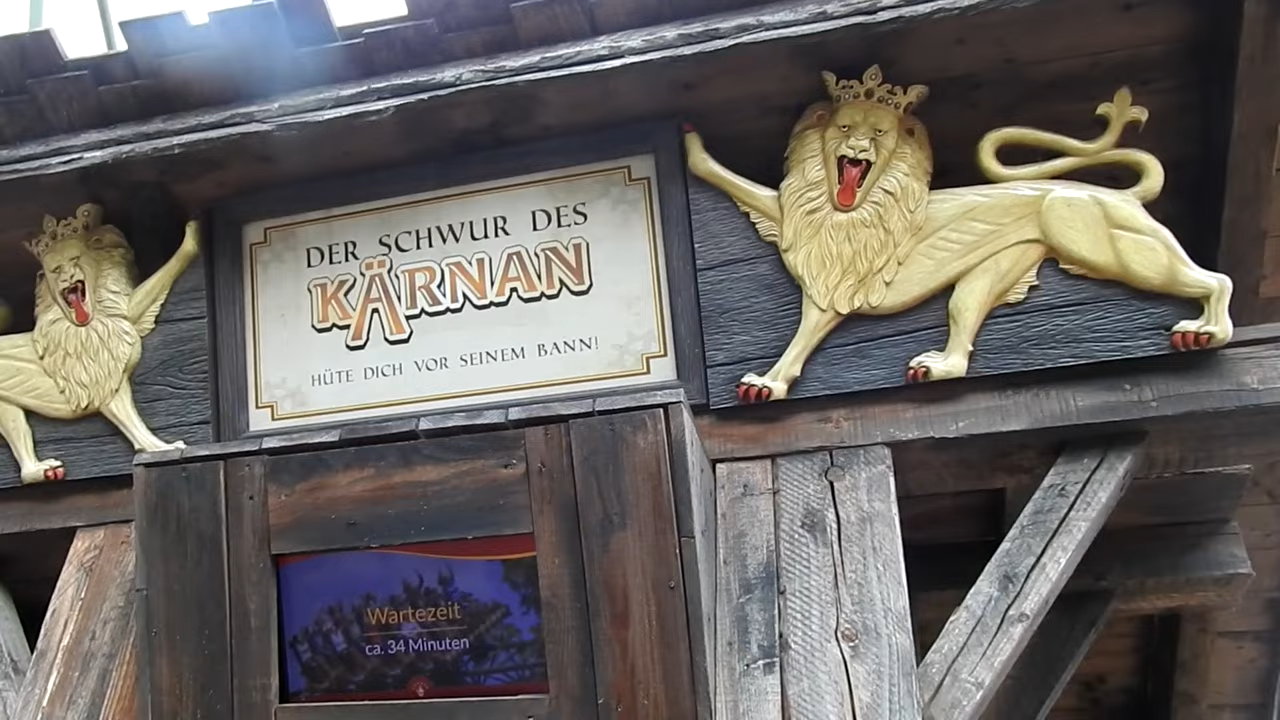 DER SCHWUR DES
KÄRNAN
HÜTE DICH VOR SEINEM BANN!
Wartezeit
ca. 34 Minuten